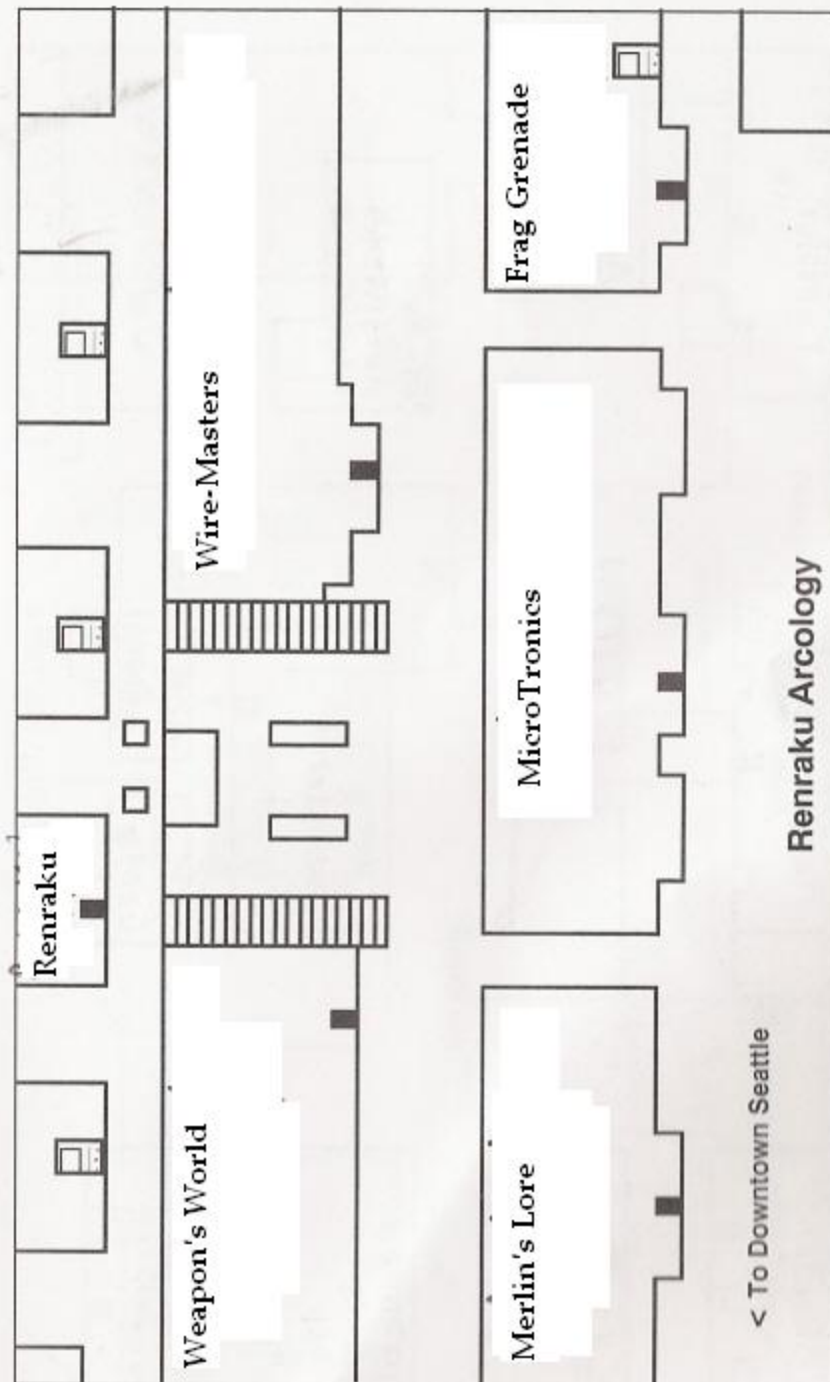 Renraku
Weapon's World
Wire-Masters
Merlin's Lore
MicroTronics
Frag Grenade
< To Downtown Seattle
Renraku Arcology